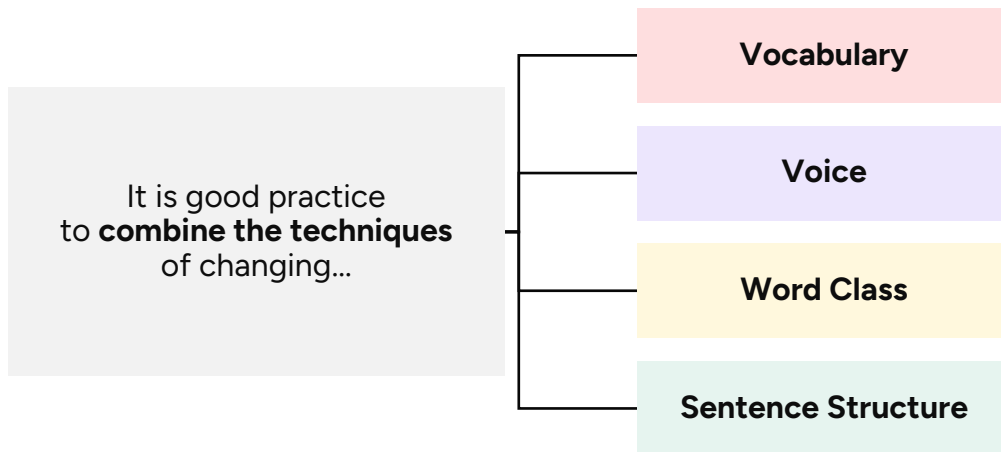 It is good practice
to combine the techniques
of changing...
Vocabulary
Voice
Word Class
Sentence Structure